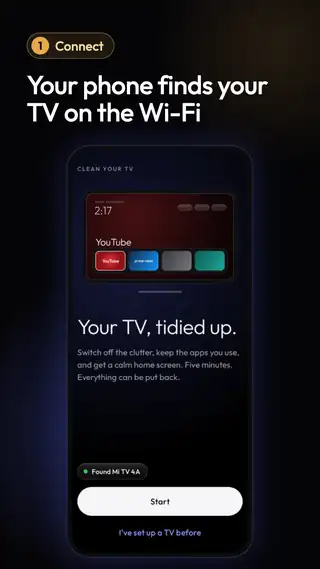 1 Connect
Your phone finds your
TV on the Wi-Fi
CLEAN YOUR TV
2:17
YouTube
YouTube
prime video
Your TV, tidied up.
Switch off the clutter, keep the apps you use,
and get a calm home screen. Five minutes.
Everything can be put back.
Found Mi TV 4A
Start
I've set up a TV before